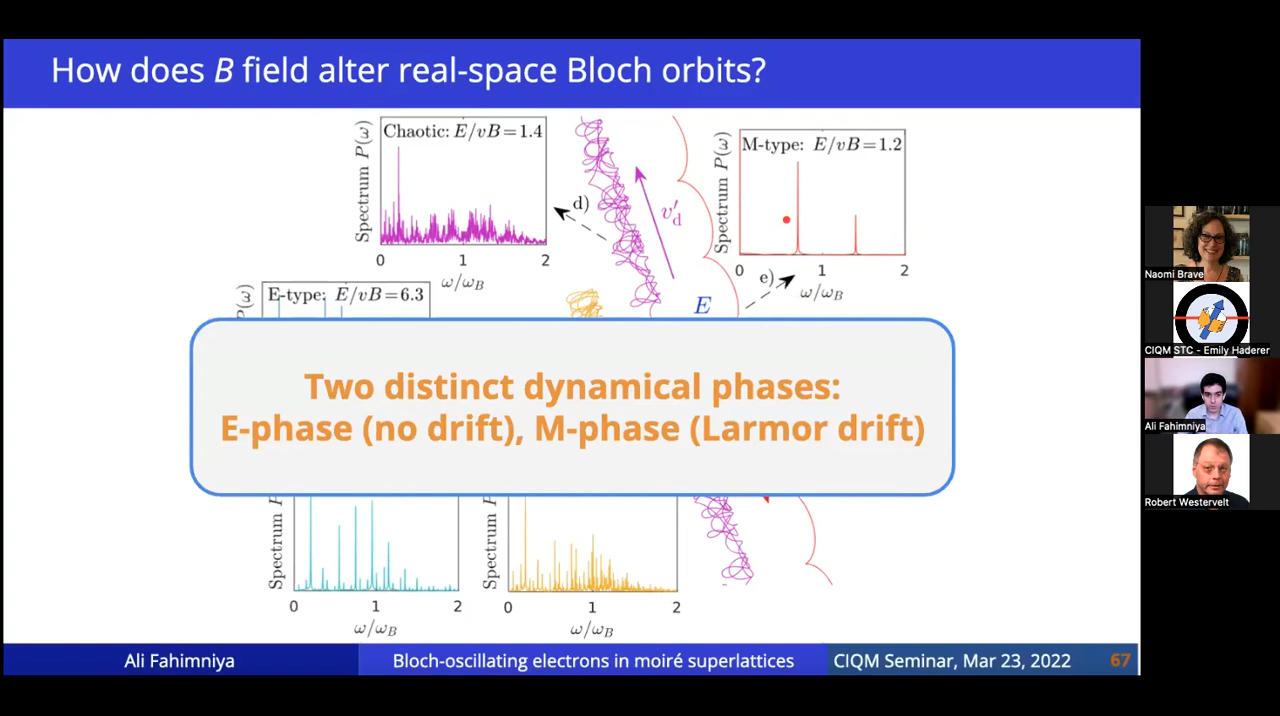 How does B field alter real-space Bloch orbits?
Spectrum P(ω)
Chaotic: E/vB=1.4
0 1 2
ω/ω_B
d)
v′_d
Spectrum P(ω)
M-type: E/vB=1.2
0 1 2
ω/ω_B
e)
E
P(ω)
E-type: E/vB=6.3
Two distinct dynamical phases:
E-phase (no drift), M-phase (Larmor drift)
Spectrum
0 1 2
ω/ω_B
Spectrum
0 1 2
ω/ω_B
Ali Fahimniya
Bloch-oscillating electrons in moiré superlattices
CIQM Seminar, Mar 23, 2022
67
Naomi Brave
CIQM STC - Emily Haderer
Ali Fahimniya
Robert Westervelt